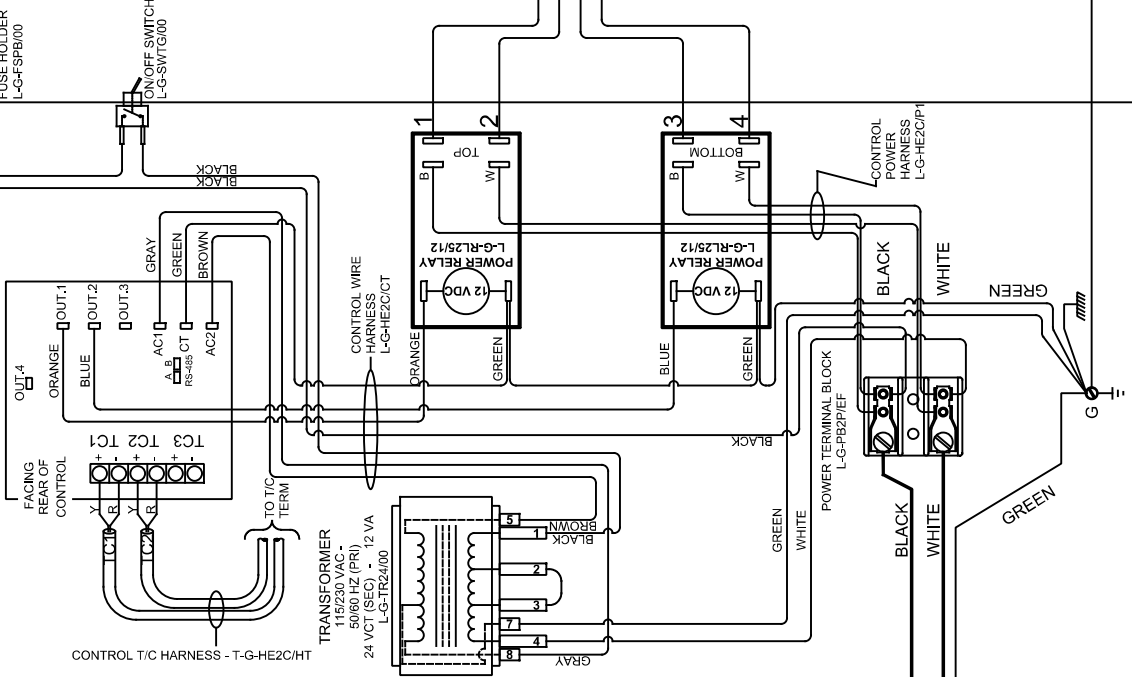 FUSE HOLDER
L-G-FSPB/00
ON/OFF SWITCH
L-G-SWTG/00
BLACK
BLACK
1
2
TOP
B
W
POWER RELAY
L-G-RL25/12
12 VDC
3
4
BOTTOM
B
W
POWER RELAY
L-G-RL25/12
12 VDC
CONTROL
POWER
HARNESS
L-G-HE2C/P1
BLACK
WHITE
GREEN
GRAY
GREEN
BROWN
OUT.1
OUT.2
OUT.3
AC1
CT
AC2
A B
RS-485
OUT.4
ORANGE
BLUE
CONTROL WIRE
HARNESS
L-G-HE2C/CT
ORANGE
GREEN
BLUE
GREEN
BLACK
POWER TERMINAL BLOCK
L-G-PB2P/EF
G
GREEN
TC1
TC2
TC3
+ - + - + -
FACING
REAR OF
CONTROL
Y
R
Y
R
TC1
TC2
TO T/C
TERM
CONTROL T/C HARNESS - T-G-HE2C/HT
TRANSFORMER
115/230 VAC -
50/60 HZ (PRI)
24 VCT (SEC) - 12 VA
L-G-TR24/00
5
BROWN
1
BLACK
2
3
7
4
8
GRAY
GREEN
WHITE
BLACK
WHITE